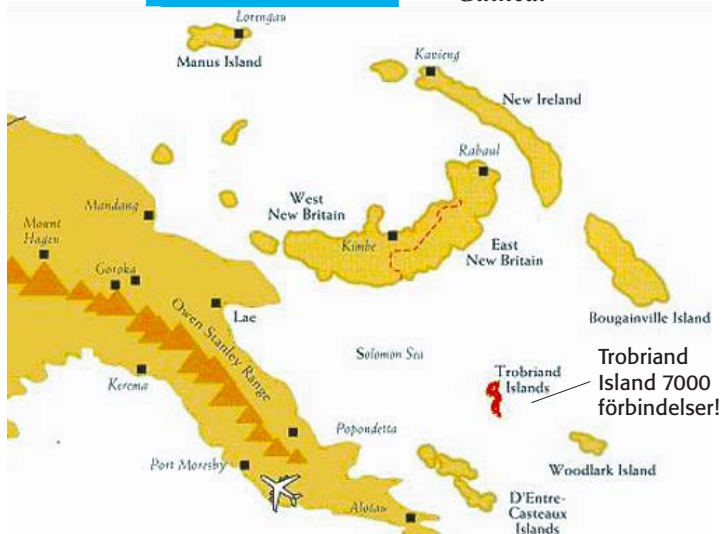 Guinea.
Lorengau
Manus Island
Kavieng
New Ireland
Rabaul
West
New Britain
Mandang
Mount
Hagen
Kimbe
East
New Britain
Goroka
Lae
Owen Stanley Range
Bougainville Island
Solomon Sea
Trobriand
Islands
Trobriand
Island 7000
förbindelser!
Kerema
Popondetta
Port Moresby
Woodlark Island
Alotau
D'Entre-
Casteaux
Islands